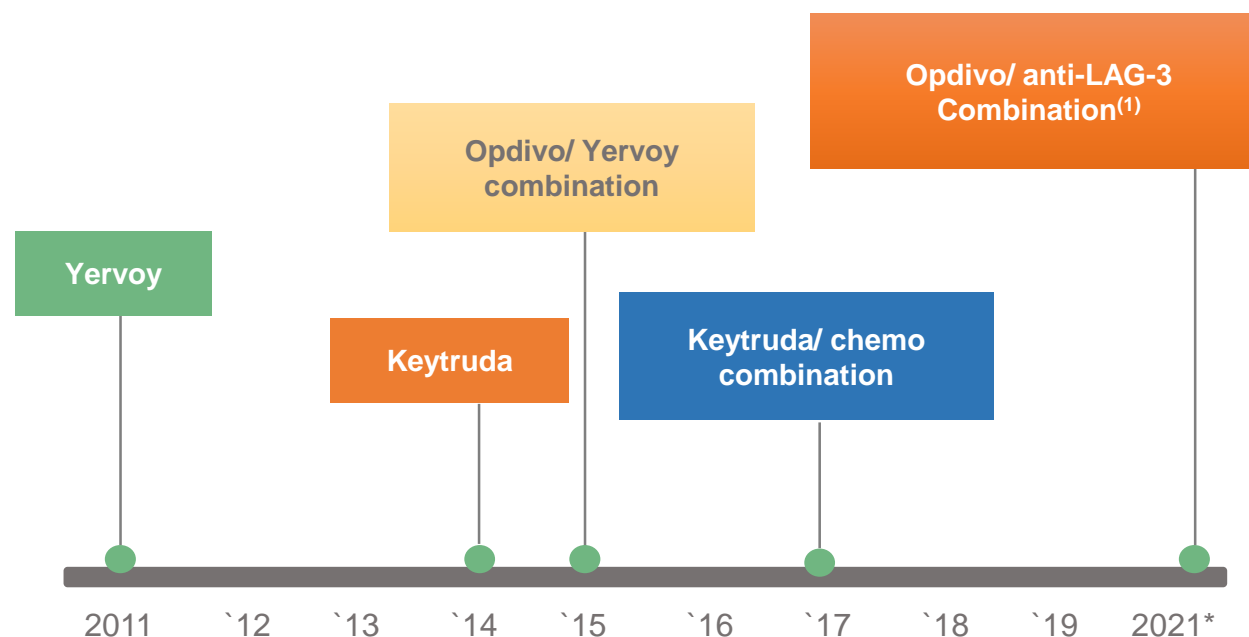 Opdivo/ anti-LAG-3
Combination(1)
Opdivo/ Yervoy
combination
Yervoy
Keytruda/ chemo
combination
Keytruda
2011 `12 `13 `14 `15 `16 `17 `18 `19 2021*